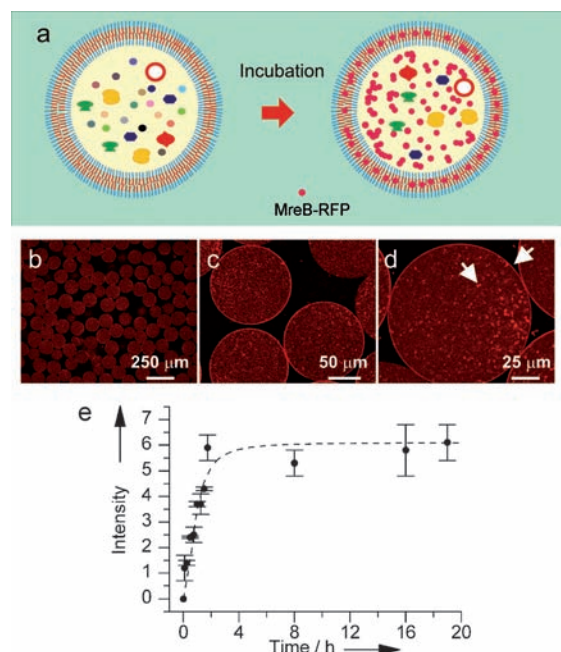 a
Incubation
MreB-RFP
b
250 μm
c
50 μm
d
25 μm
e
7
6
5
4
3
2
1
0
Intensity
0 4 8 12 16 20
Time / h